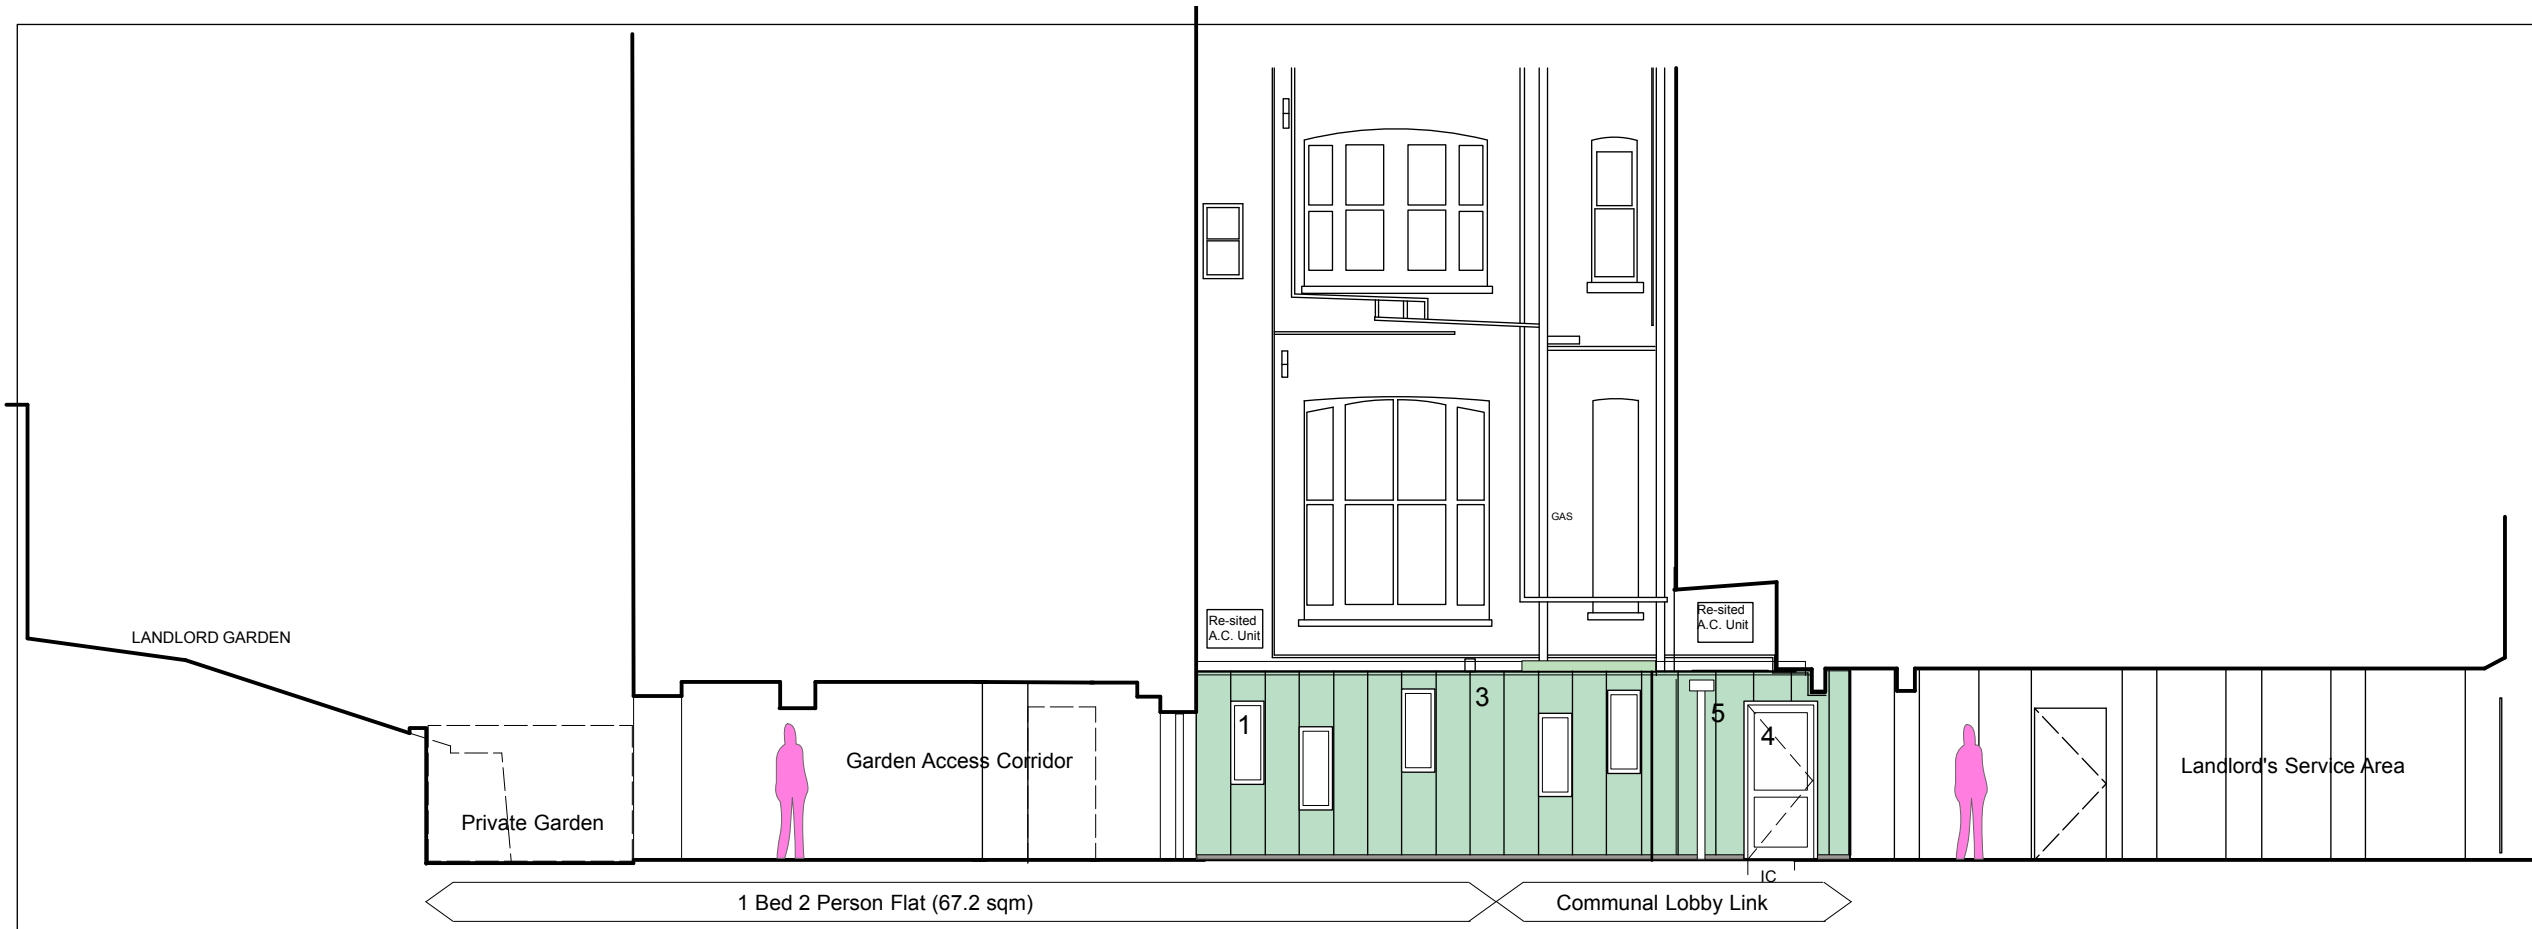 GAS
Re-sited
A.C. Unit
Re-sited
A.C. Unit
LANDLORD GARDEN
3
1
5
4
Garden Access Corridor
Landlord's Service Area
Private Garden
IC
1 Bed 2 Person Flat (67.2 sqm)
Communal Lobby Link